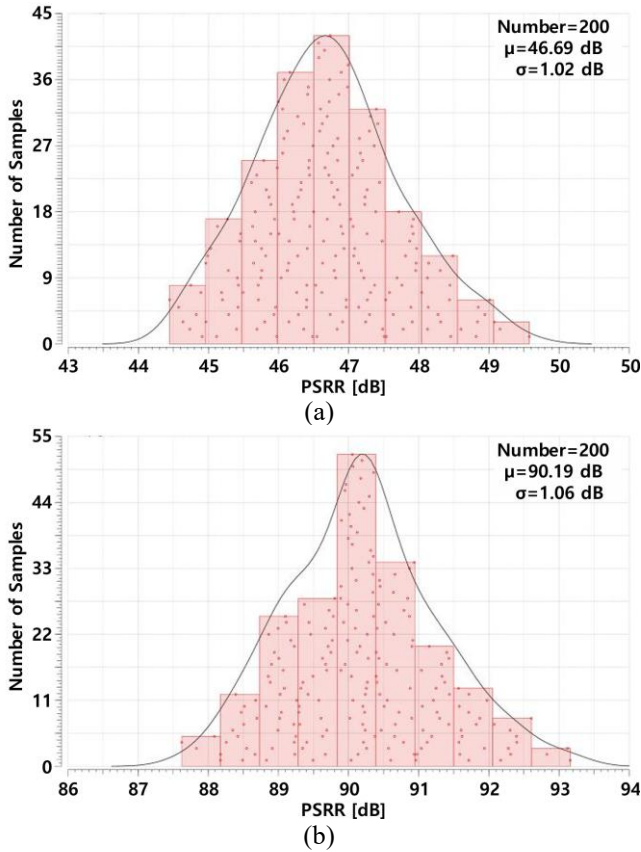 45
36
27
18
9
0
Number of Samples
Number=200
μ=46.69 dB
σ=1.02 dB
43 44 45 46 47 48 49 50 50
PSRR [dB]
(a)
55
44
33
22
11
0
Number of Samples
Number=200
μ=90.19 dB
σ=1.06 dB
86 88 89 90 91 92 93 94
PSRR [dB]
(b)